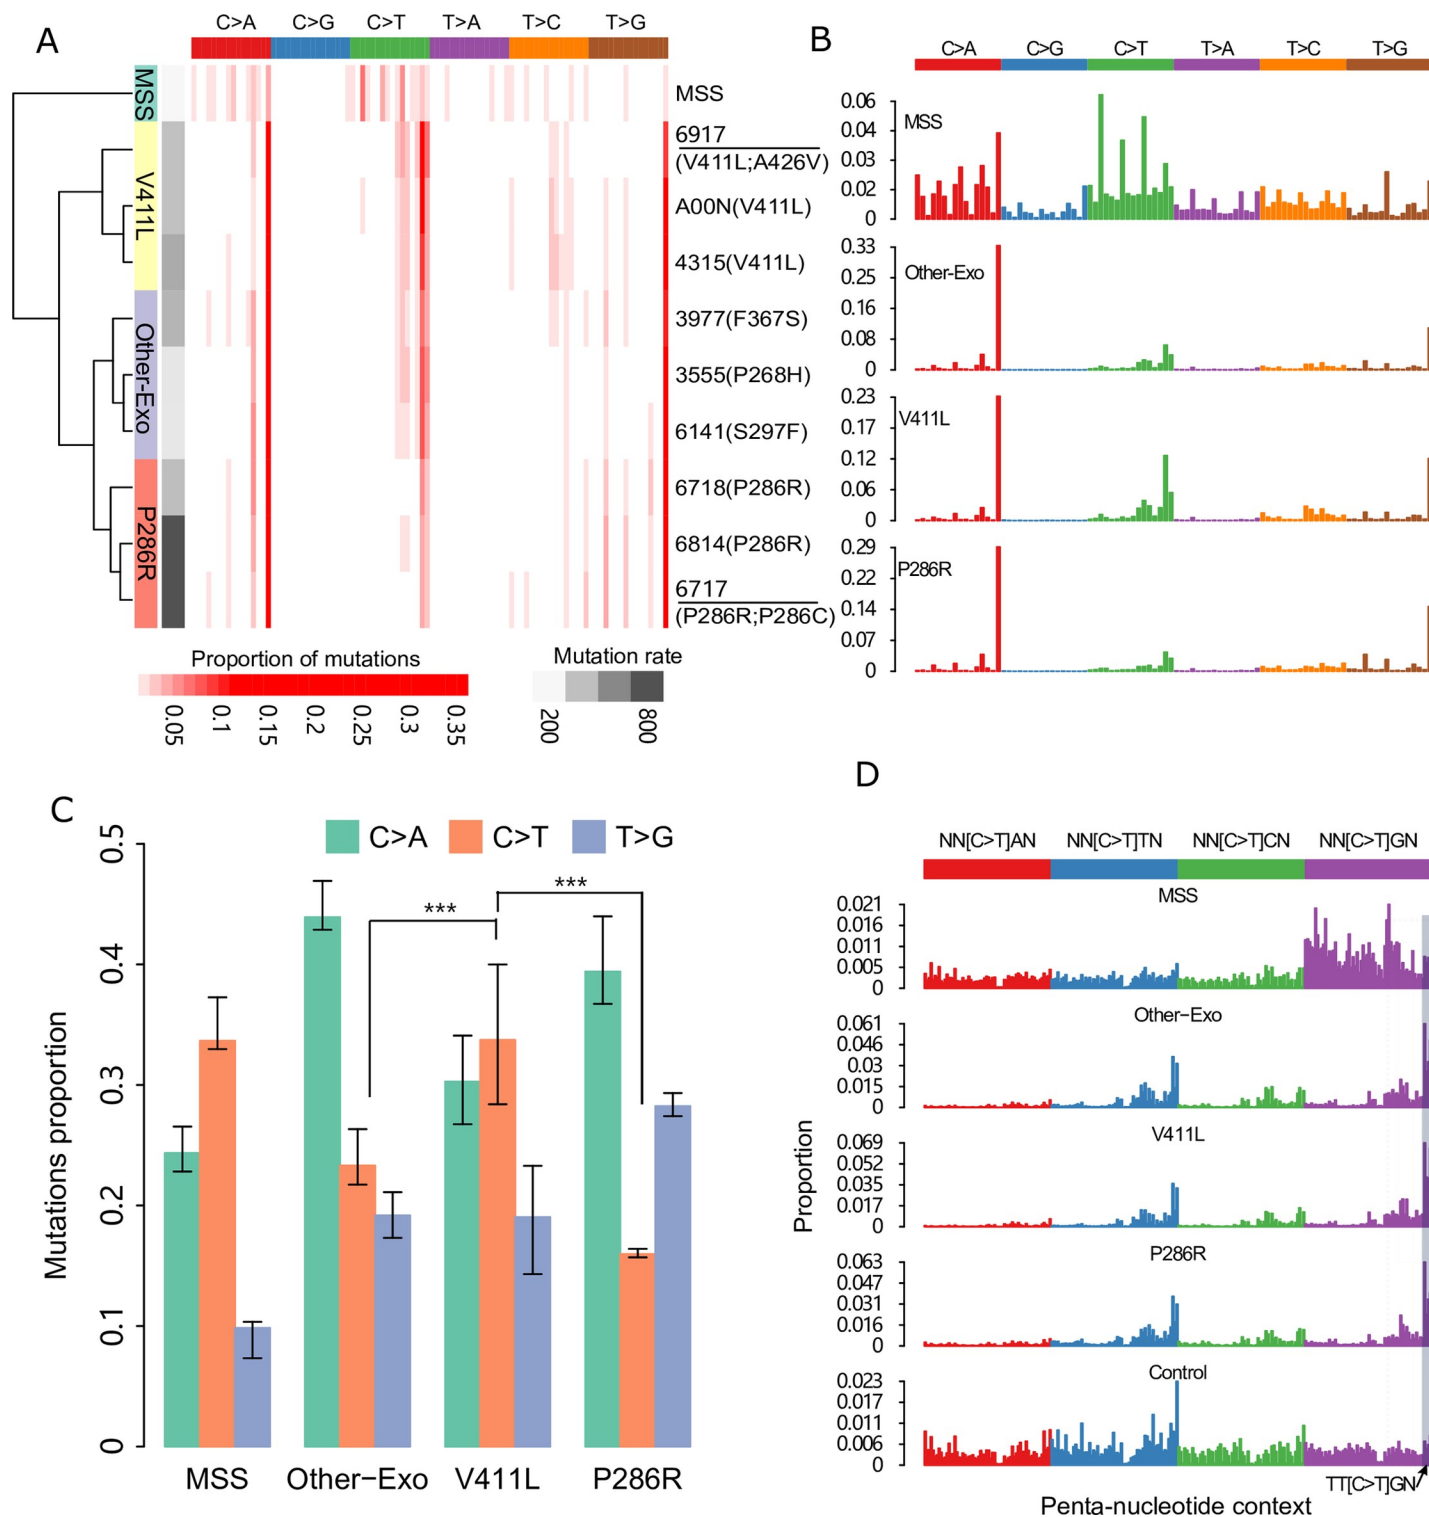 A
C>A C>G C>T T>A T>C T>G
MSS
V411L
Other-Exo
P286R
MSS
6917
(V411L;A426V)
A00N(V411L)
4315(V411L)
3977(F367S)
3555(P268H)
6141(S297F)
6718(P286R)
6814(P286R)
6717
(P286R;P286C)
Proportion of mutations
0.05 0.1 0.15 0.2 0.25 0.3 0.35
Mutation rate
200 800
B
C>A C>G C>T T>A T>C T>G
MSS
0.06
0.04
0.03
0.02
0
Other-Exo
0.33
0.25
0.16
0.08
0
V411L
0.23
0.17
0.12
0.06
0
P286R
0.29
0.22
0.14
0.07
0
C
C>A C>T T>G
*** ***
Mutations proportion
0.5
0.4
0.3
0.2
0.1
0
MSS Other-Exo V411L P286R
D
NN[C>T]AN NN[C>T]TN NN[C>T]CN NN[C>T]GN
Proportion
MSS
0.021
0.016
0.011
0.005
0
Other-Exo
0.061
0.046
0.03
0.015
0
V411L
0.069
0.052
0.035
0.017
0
P286R
0.063
0.047
0.031
0.016
0
Control
0.023
0.017
0.011
0.006
0
TT[C>T]GN
Penta-nucleotide context